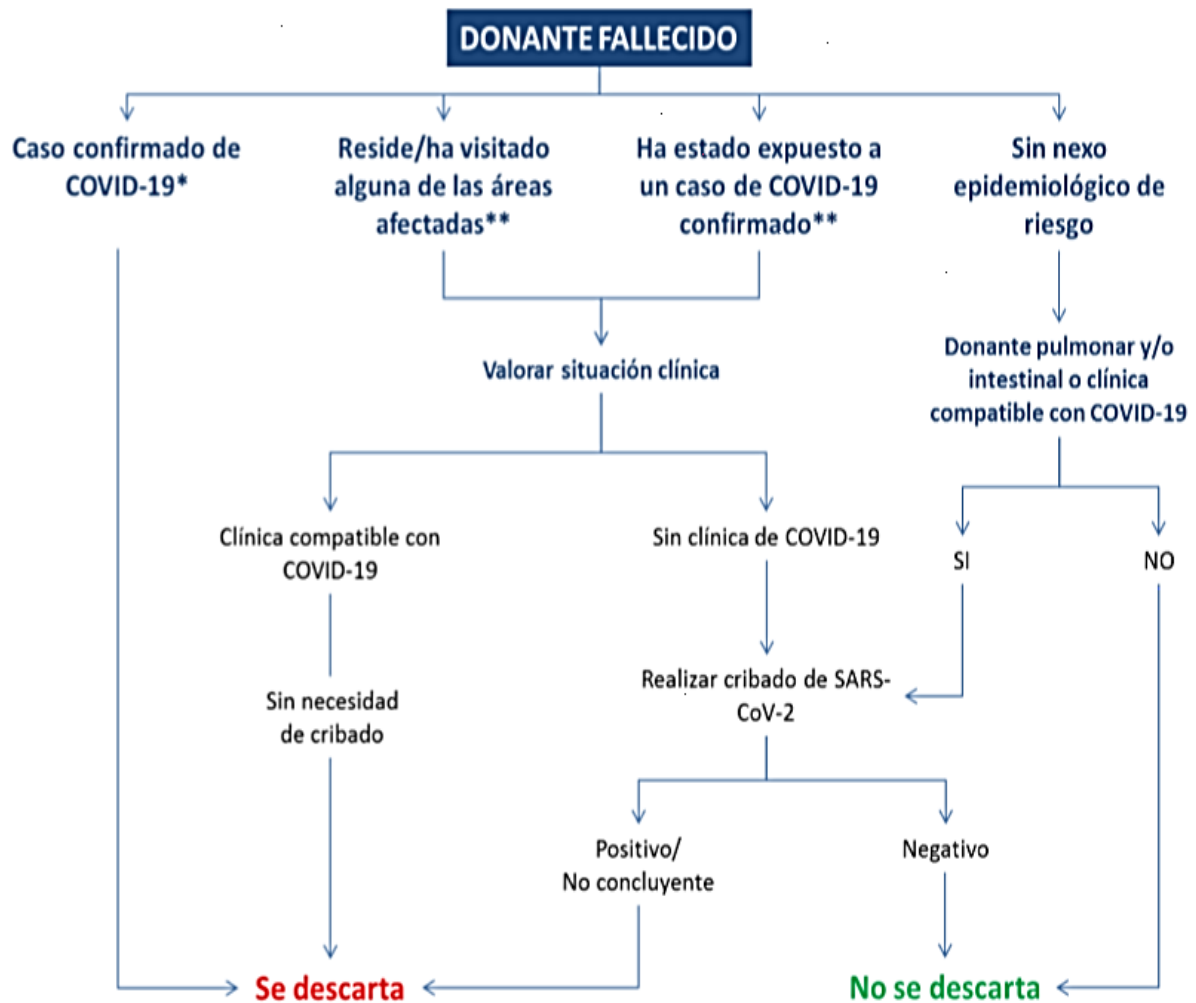 DONANTE FALLECIDO
Caso confirmado de
COVID-19*
Reside/ha visitado
alguna de las áreas
afectadas**
Ha estado expuesto a
un caso de COVID-19
confirmado**
Sin nexo
epidemiológico de
riesgo
Valorar situación clínica
Donante pulmonar y/o
intestinal o clínica
compatible con COVID-19
Clínica compatible con
COVID-19
Sin clínica de COVID-19
SI
NO
Sin necesidad
de cribado
Realizar cribado de SARS-
CoV-2
Positivo/
No concluyente
Negativo
Se descarta
No se descarta